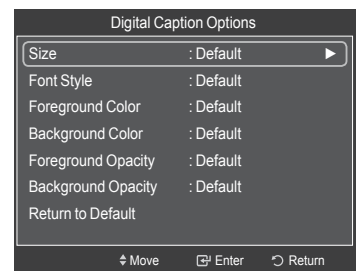 Digital Caption Options
Size : Default ►
Font Style : Default
Foreground Color : Default
Background Color : Default
Foreground Opacity : Default
Background Opacity : Default
Return to Default
Move Enter Return